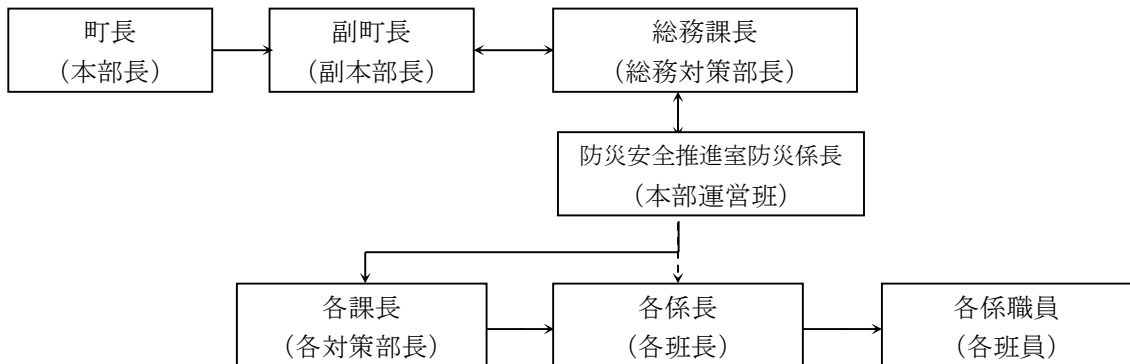 町長
（本部長）
副町長
（副本部長）
総務課長
（総務対策部長）
防災安全推進室防災係長
（本部運営班）
各課長
（各対策部長）
各係長
（各班長）
各係職員
（各班員）